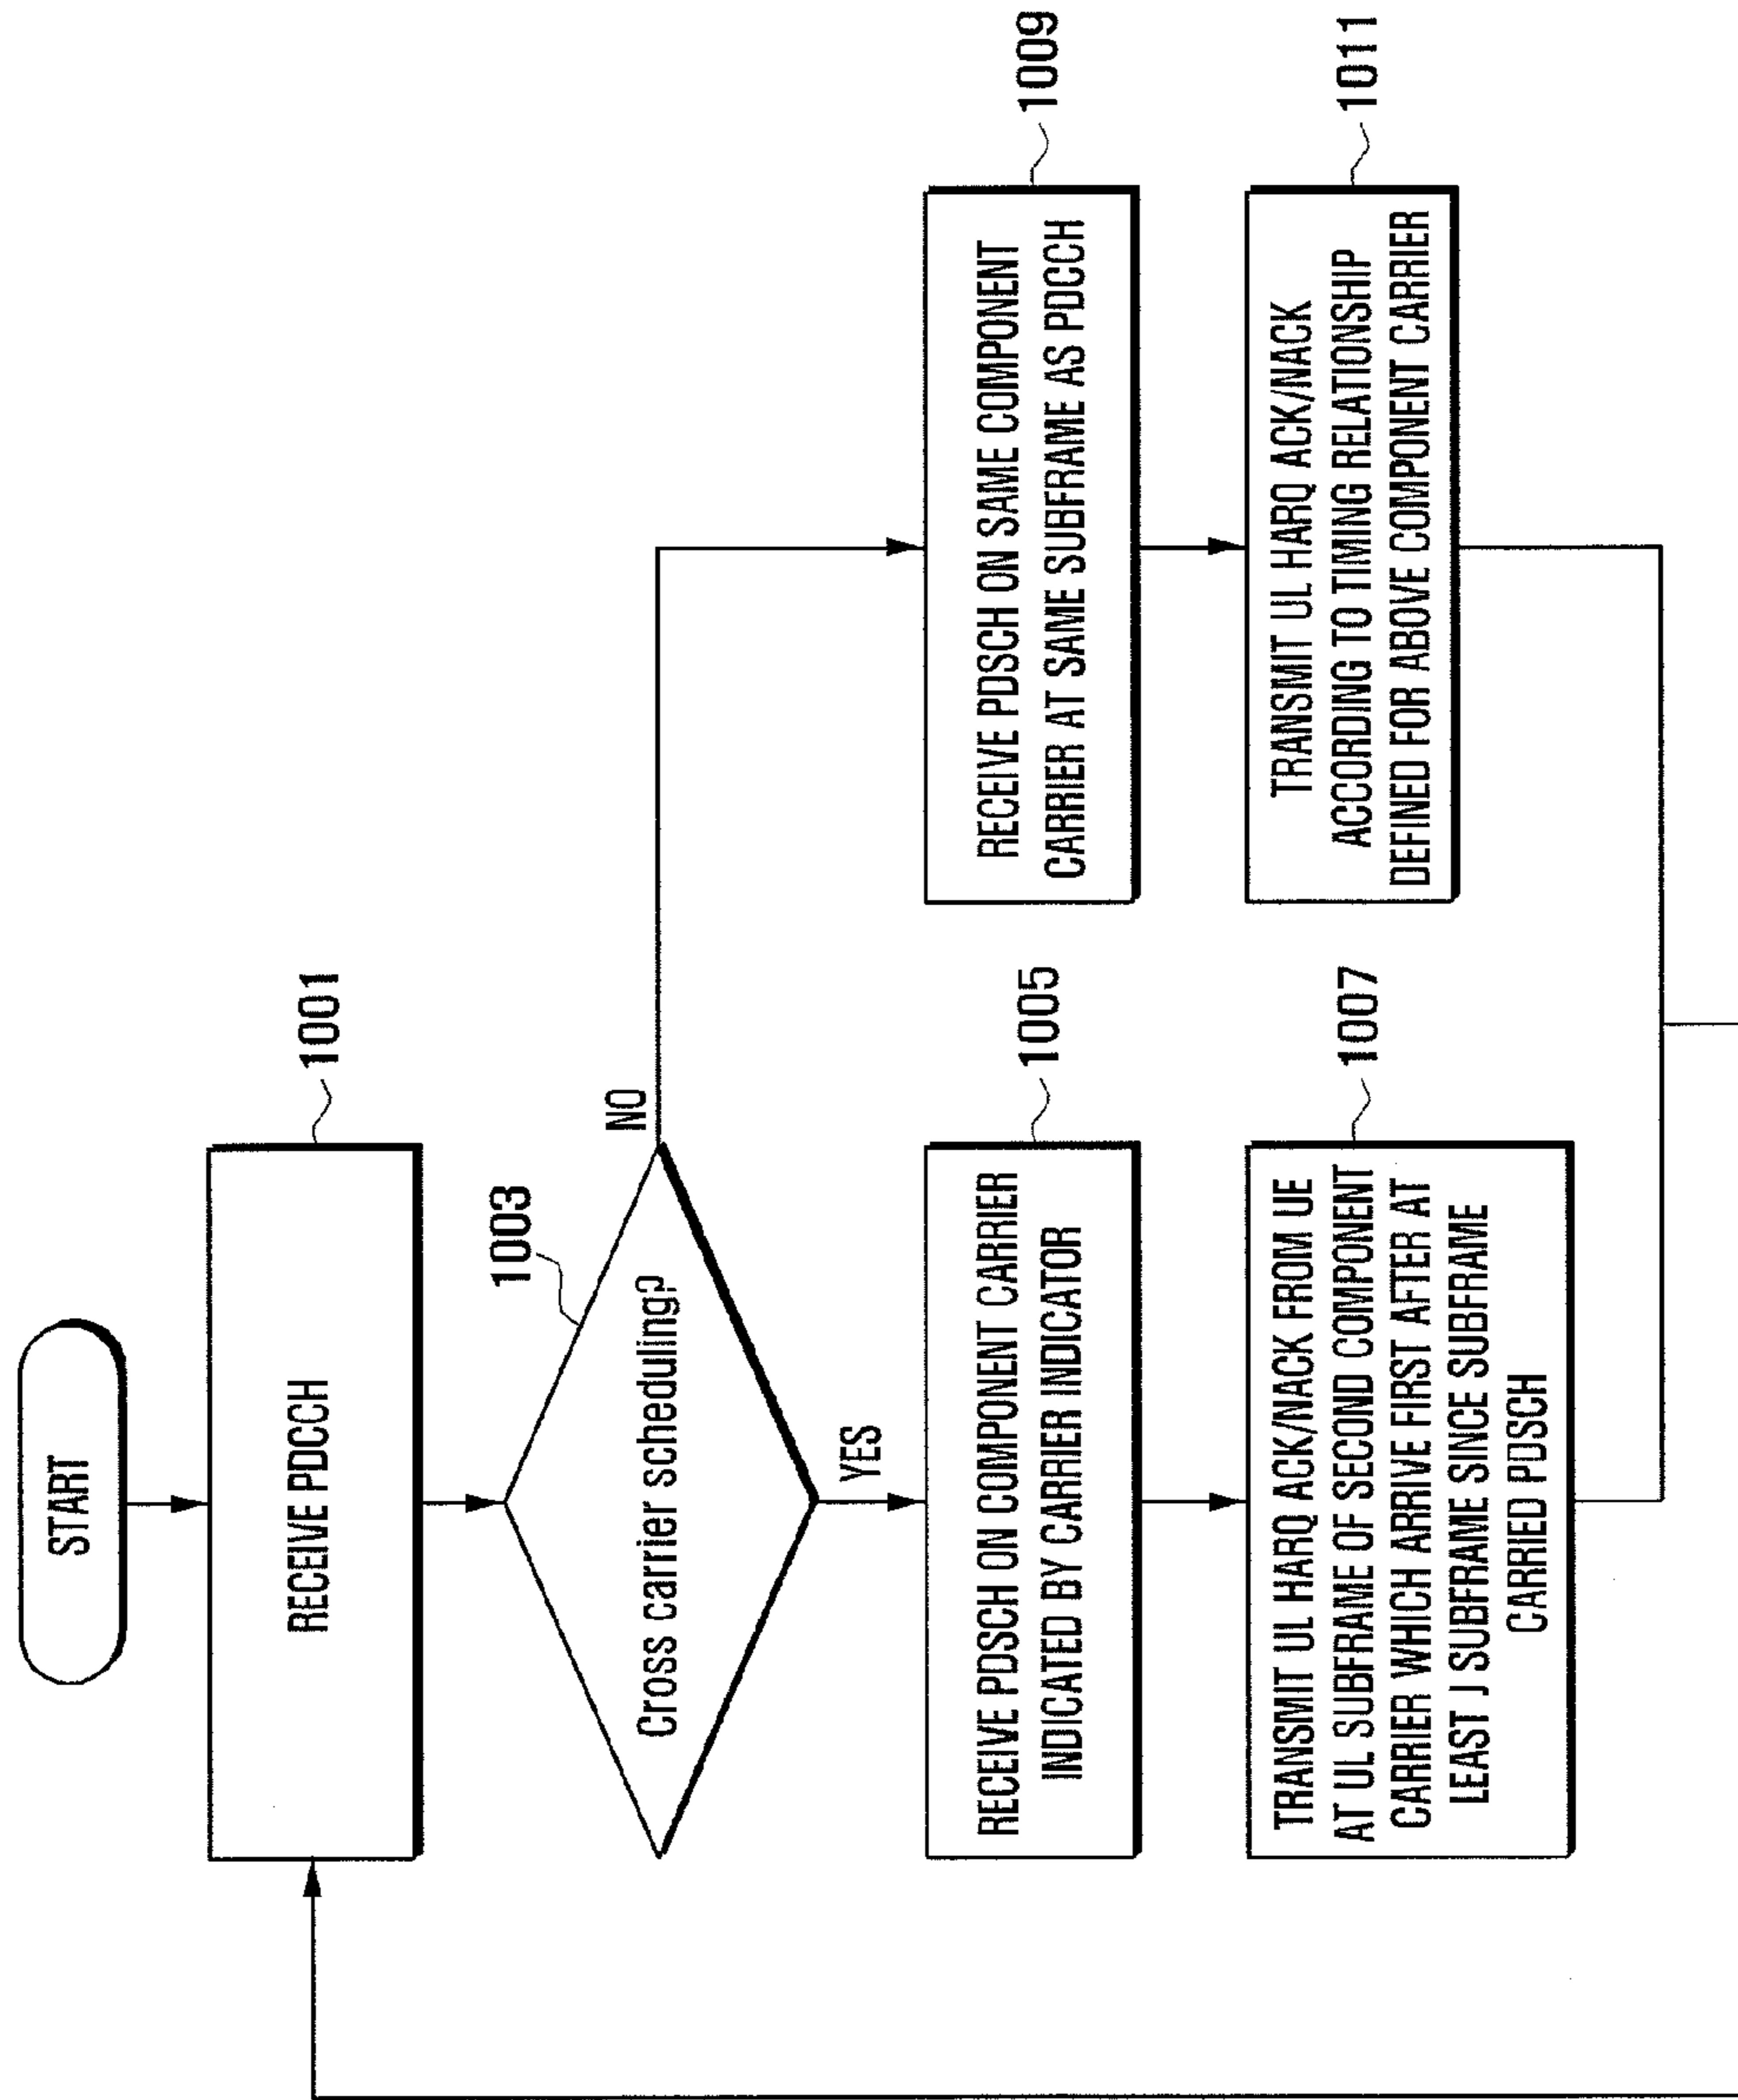 START
RECEIVE PDCCH
1001
1003
Cross carrier scheduling?
NO
YES
RECEIVE PDSCH ON COMPONENT CARRIER
INDICATED BY CARRIER INDICATOR
1005
TRANSMIT UL HARQ ACK/NACK FROM UE
AT UL SUBFRAME OF SECOND COMPONENT
CARRIER WHICH ARRIVE FIRST AFTER AT
LEAST J SUBFRAME SINCE SUBFRAME
CARRIED PDSCH
1007
RECEIVE PDSCH ON SAME COMPONENT
CARRIER AT SAME SUBFRAME AS PDCCH
1009
TRANSMIT UL HARQ ACK/NACK
ACCORDING TO TIMING RELATIONSHIP
DEFINED FOR ABOVE COMPONENT CARRIER
1011